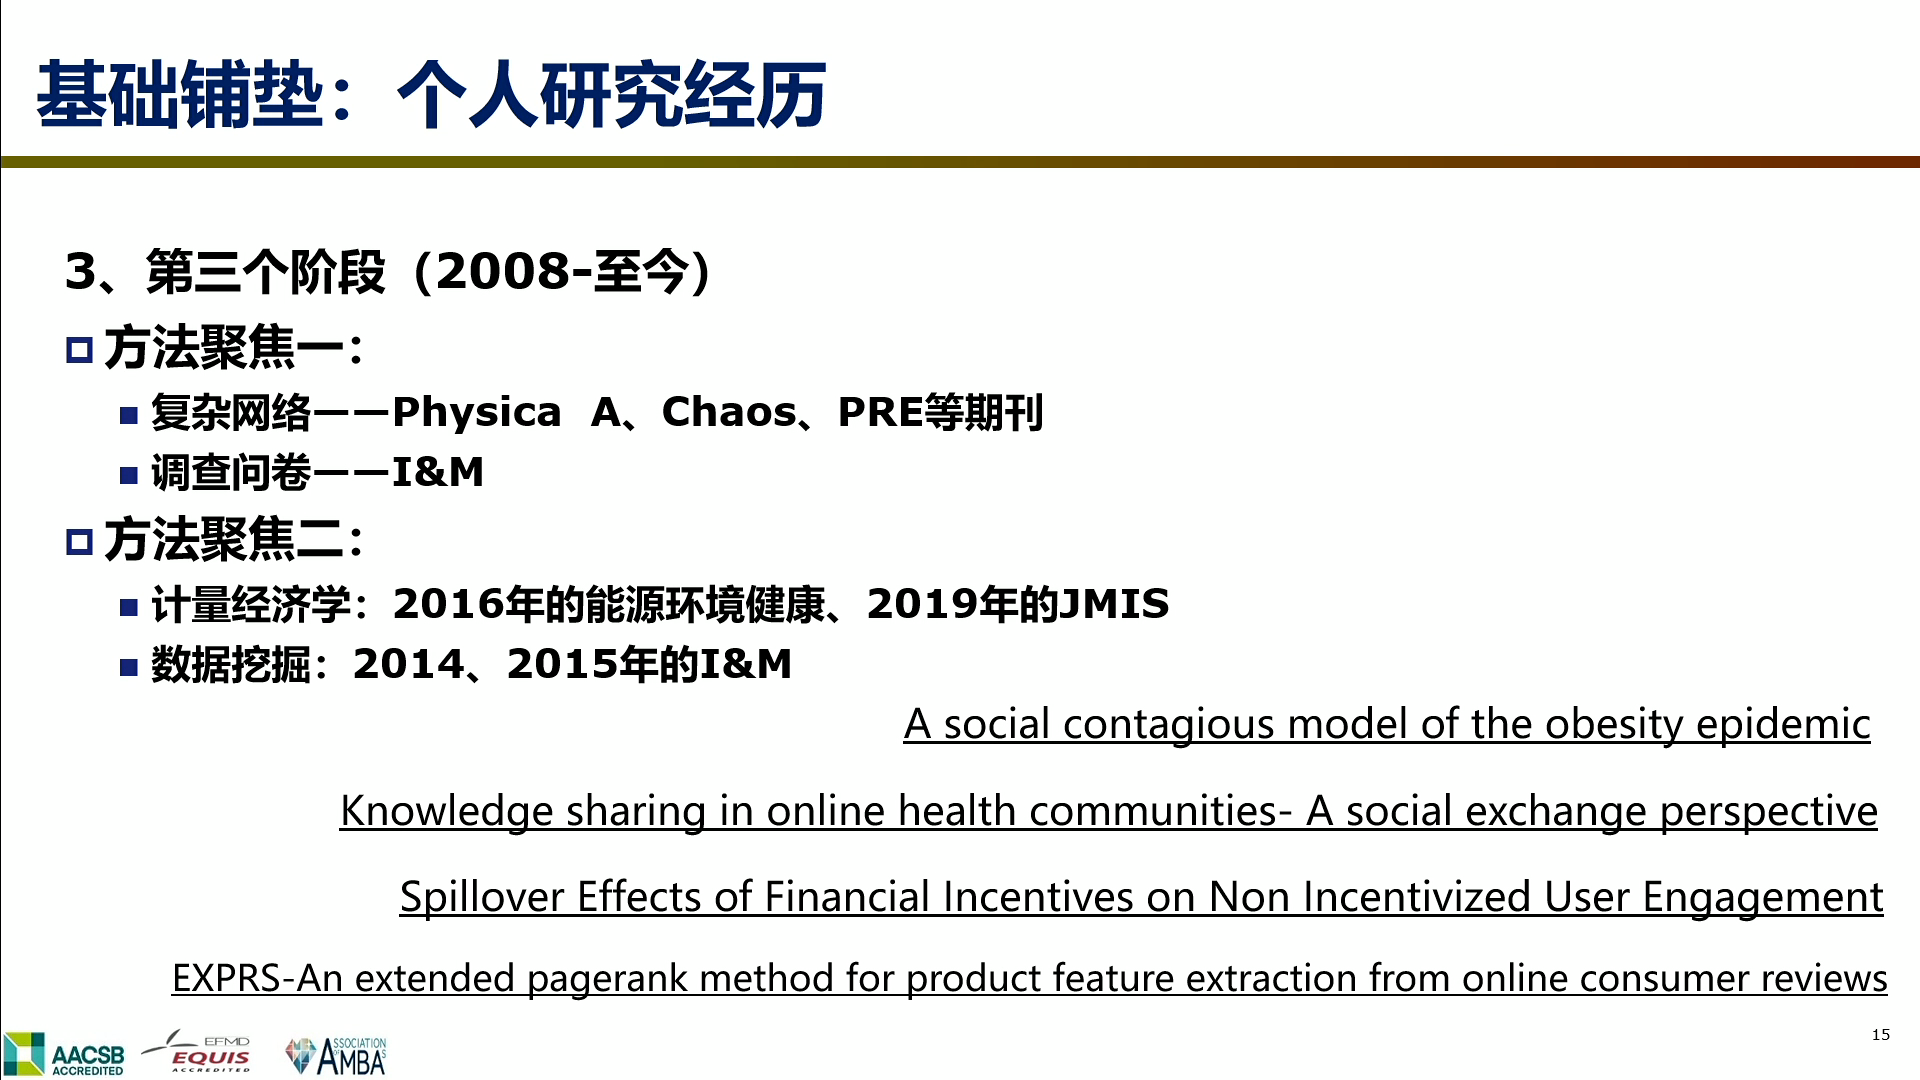 基础铺垫：个人研究经历
3、第三个阶段（2008-至今）
方法聚焦一：
复杂网络——Physica A、Chaos、PRE等期刊
调查问卷——I&M
方法聚焦二：
计量经济学：2016年的能源环境健康、2019年的JMIS
数据挖掘：2014、2015年的I&M
A social contagious model of the obesity epidemic
Knowledge sharing in online health communities- A social exchange perspective
Spillover Effects of Financial Incentives on Non Incentivized User Engagement
EXPRS-An extended pagerank method for product feature extraction from online consumer reviews
AACSB
ACCREDITED
EFMD
EQUIS
ACCREDITED
ASSOCIATION
OF AMBAs
15